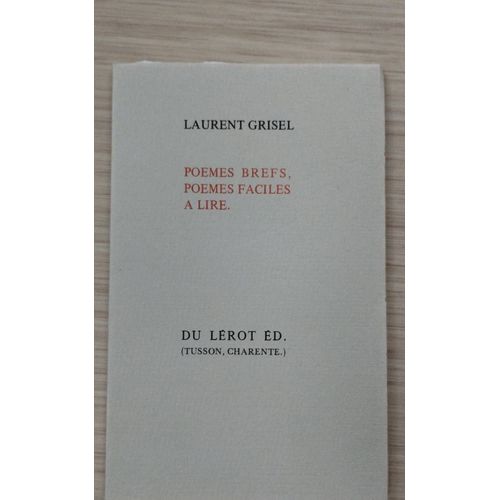 LAURENT GRISEL
POEMES BREFS,
POEMES FACILES
A LIRE.
DU LÉROT ÉD.
(TUSSON, CHARENTE.)